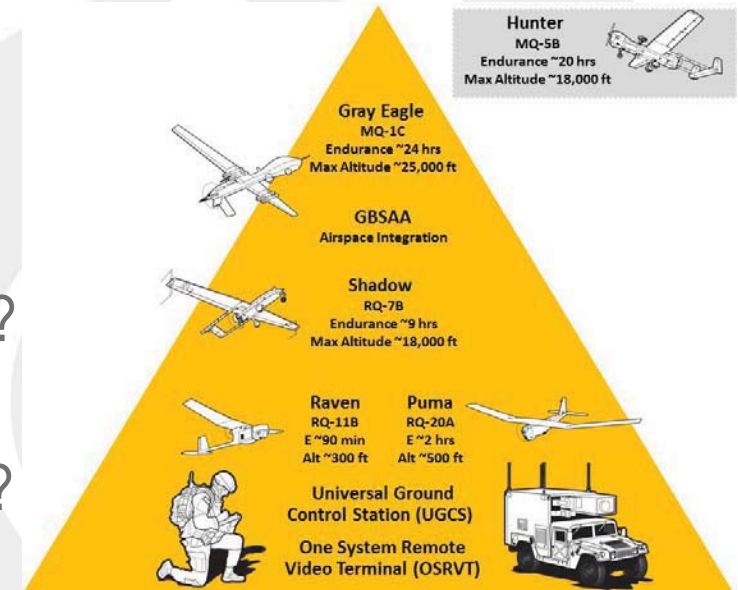 Hunter
MQ-5B
Endurance ~20 hrs
Max Altitude ~18,000 ft
Gray Eagle
MQ-1C
Endurance ~24 hrs
Max Altitude ~25,000 ft
GBSAA
Airspace Integration
Shadow
RQ-7B
Endurance ~9 hrs
Max Altitude ~18,000 ft
?
Raven
RQ-11B
E ~90 min
Alt ~300 ft
Puma
RQ-20A
E ~2 hrs
Alt ~500 ft
?
Universal Ground
Control Station (UGCS)
One System Remote
Video Terminal (OSRVT)